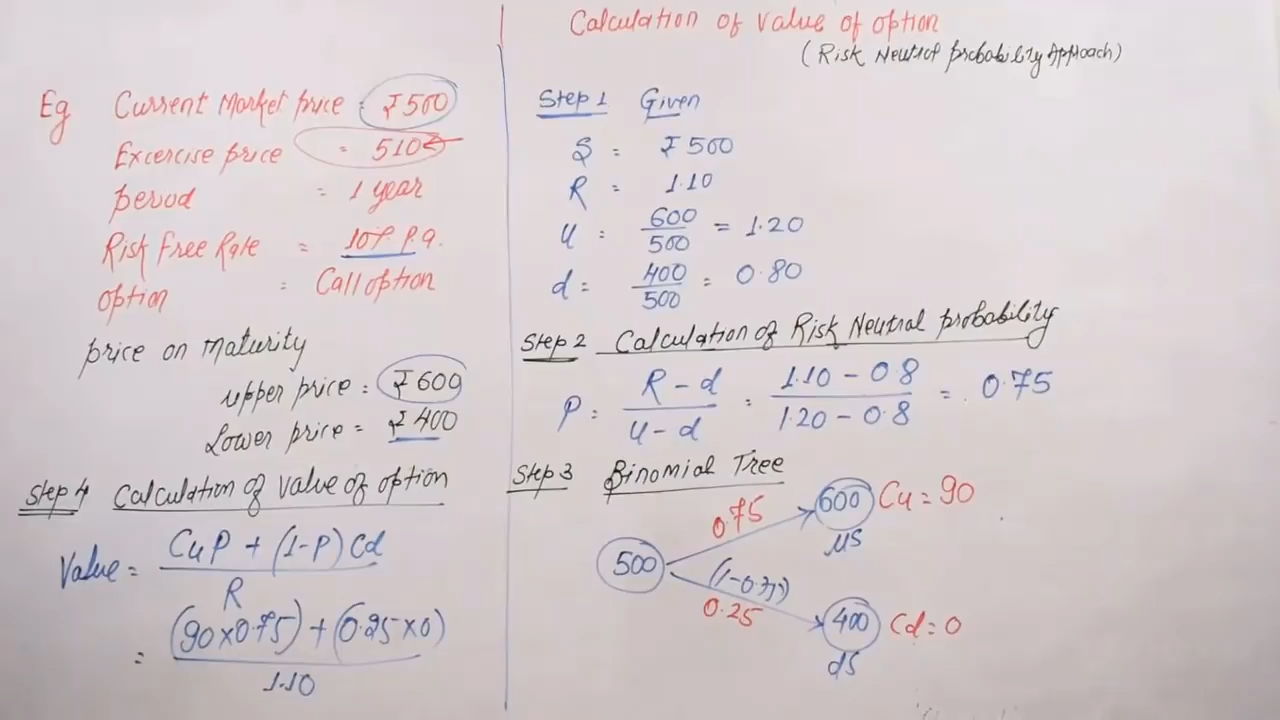 Calculation of value of option
(Risk Neutral probability Approach)
Eg Current Market price = ₹500
Excercise price = 510
period = 1 year
Risk Free Rate = 10% P.a.
option = Call option
price on maturity
upper price = ₹600
Lower price = ₹400
Step 4 Calculation of value of option
Value = CuP + (1-P) Cd
R
= (90×0.75) + (0.25×0)
1.10
Step 1 Given
S = ₹500
R = 1.10
u = 600/500 = 1.20
d = 400/500 = 0.80
Step 2 Calculation of Risk Neutral probability
P = R - d / u - d = 1.10 - 0.8 / 1.20 - 0.8 = 0.75
Step 3 Binomial Tree
0.75 600 Cu = 90
uS
500
(1-0.75)
0.25 400 Cd = 0
dS